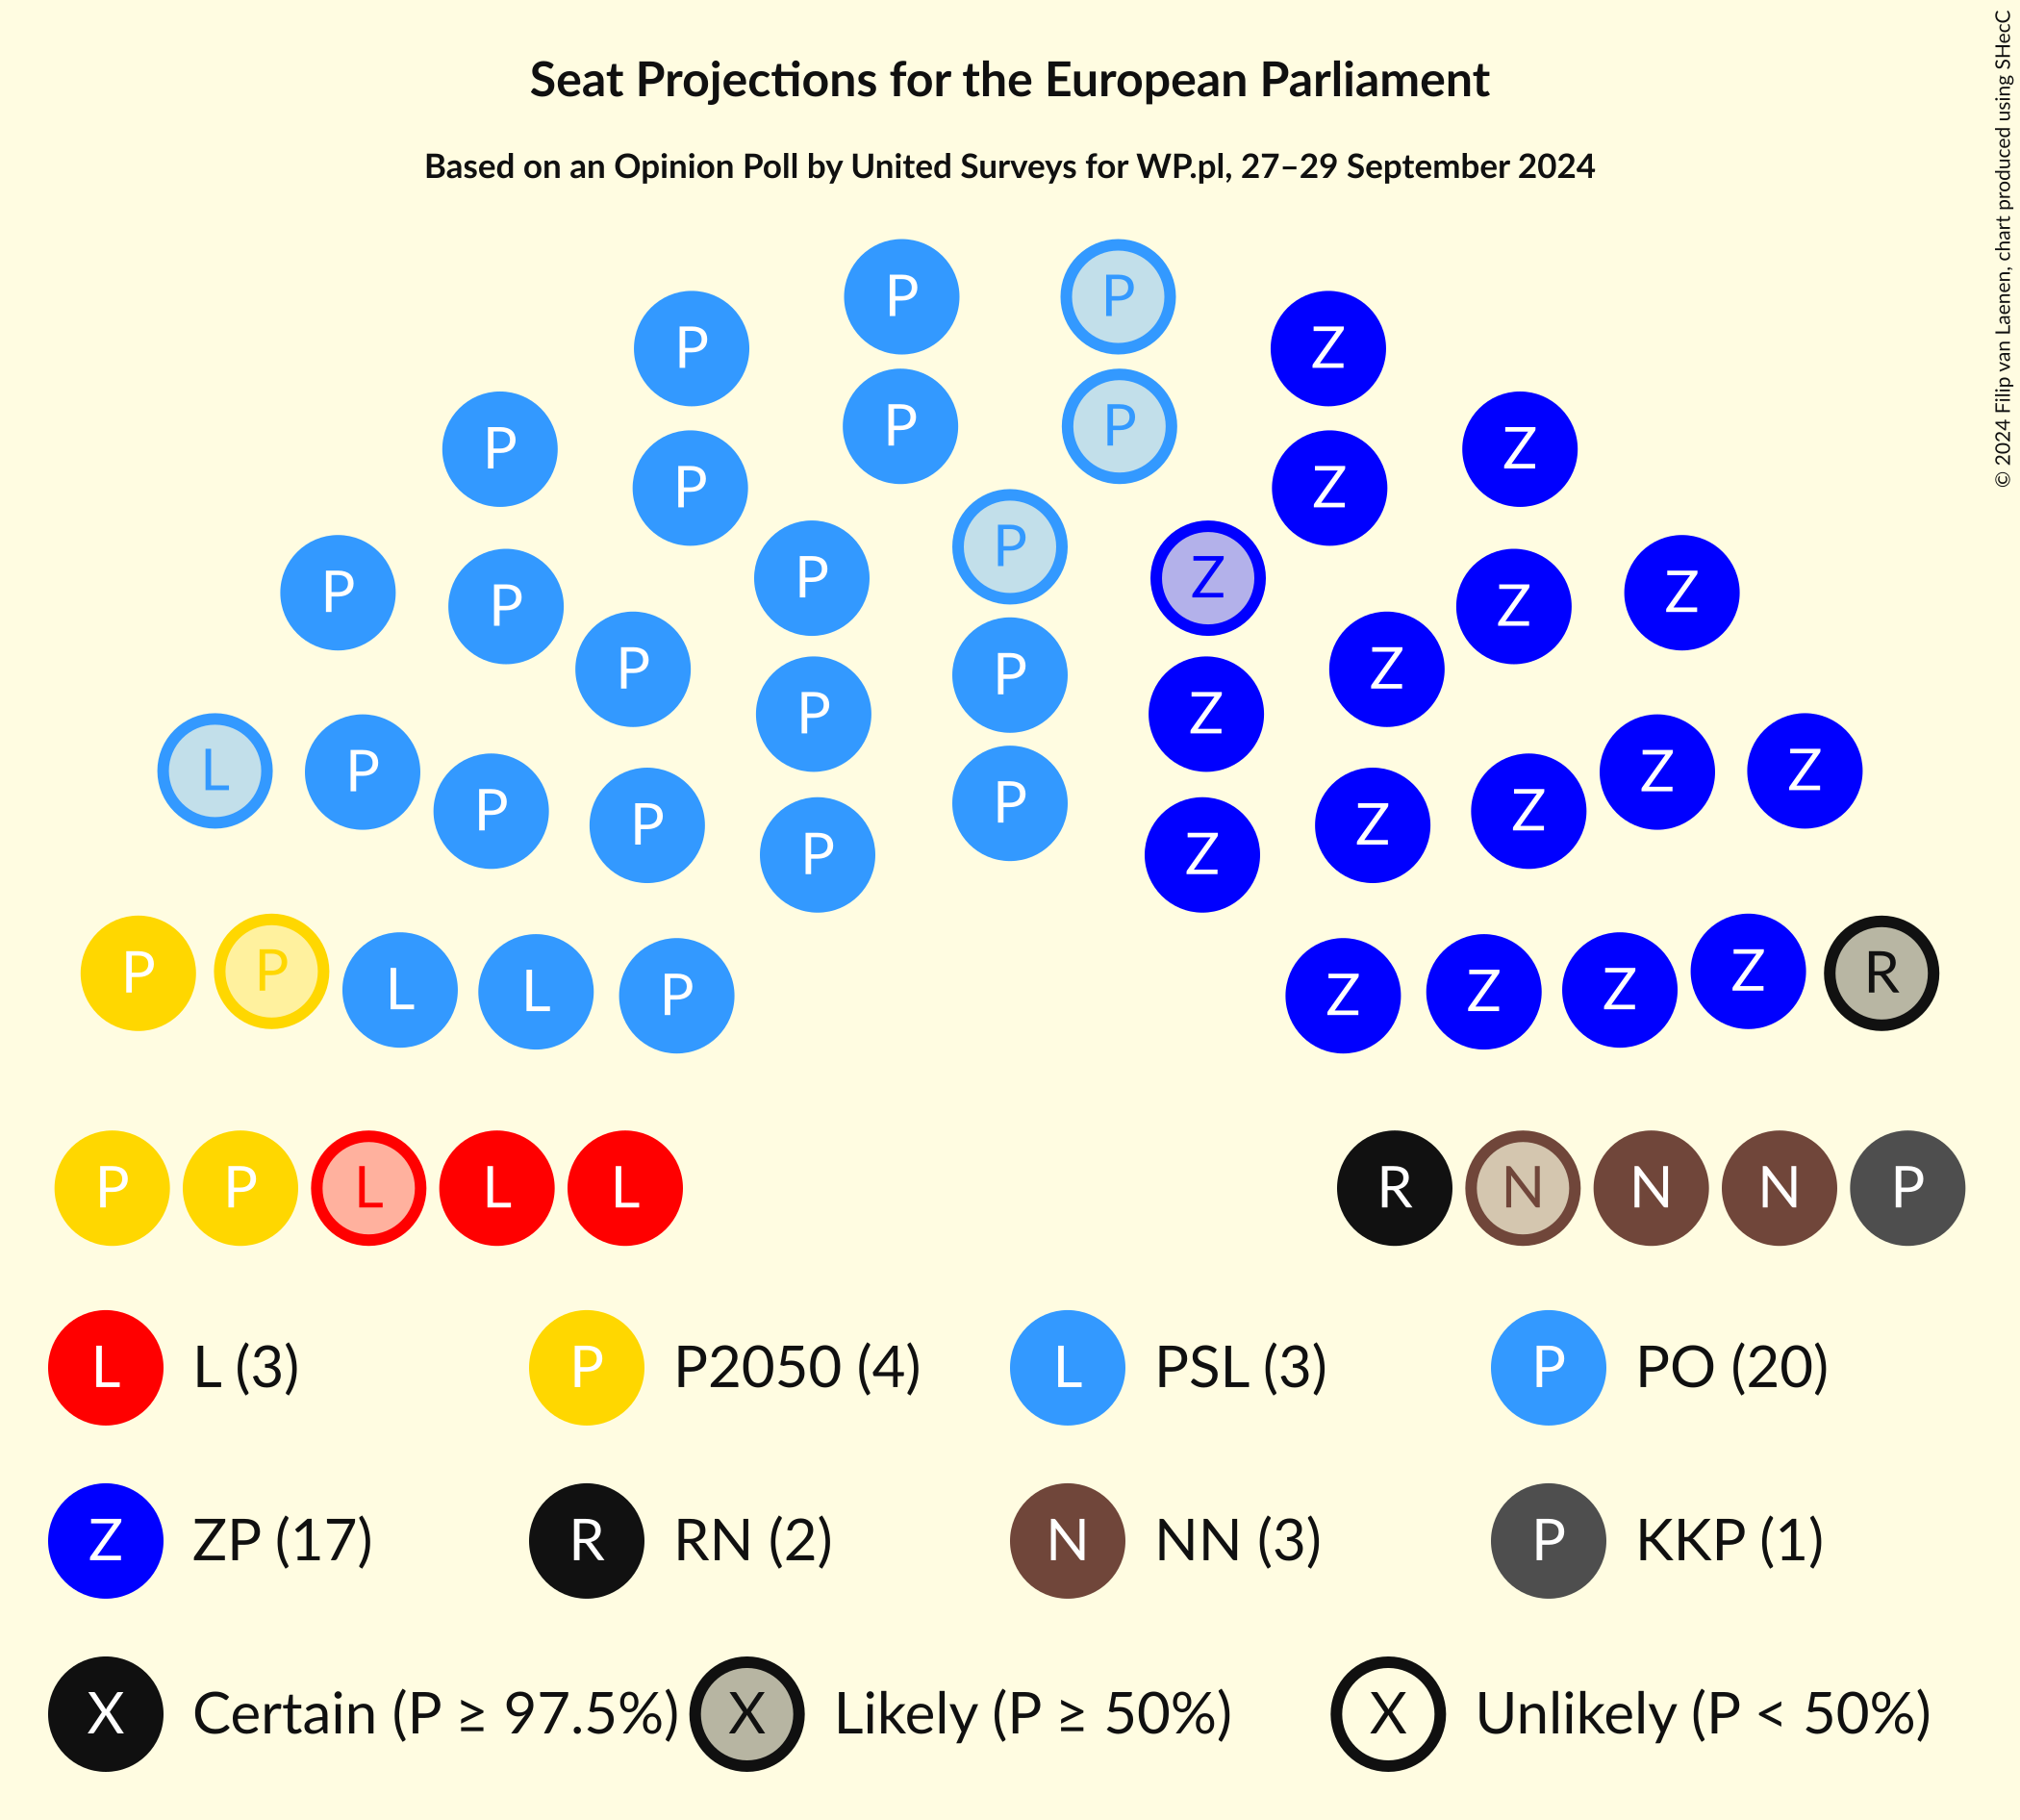 Seat Projections for the European Parliament
Based on an Opinion Poll by United Surveys for WP.pl, 27–29 September 2024
© 2024 Filip van Laenen, chart produced using SHecC
P P
P Z
P P
P Z
P Z
P
P Z
P Z
P P Z
P
P Z
P Z
L P Z Z
P
P Z
P Z
P Z
P P Z R
L L P Z Z Z
P P L L L R N N N P
L L (3) P P2050 (4) L PSL (3) P PO (20)
Z ZP (17) R RN (2) N NN (3) P KKP (1)
X Certain (P ≥ 97.5%) X Likely (P ≥ 50%) X Unlikely (P < 50%)